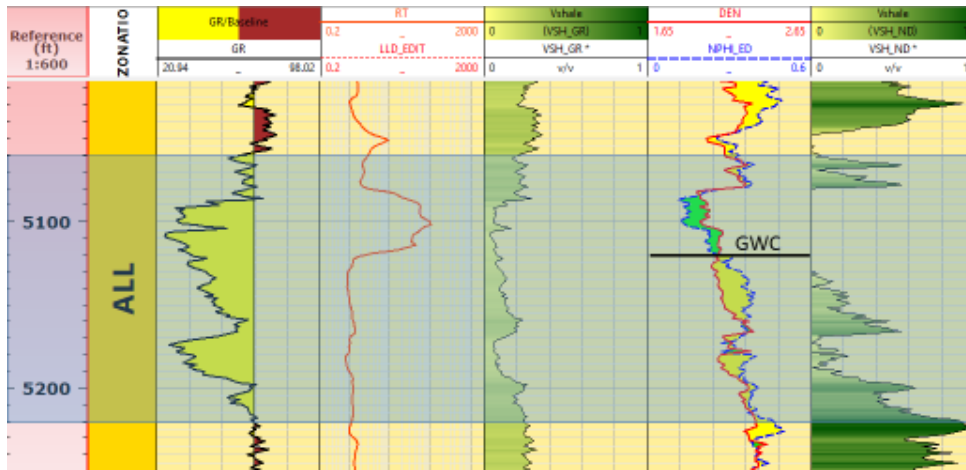 Reference
(ft)
1:600
ZONATIO
GR/Baseline
GR
20.94 _ 98.02
RT
0.2 _ 2000
LLD_EDIT
0.2 _ 2000
Vshale
0 (VSH_GR) 1
VSH_GR *
0 v/v 1
DEN
1.65 _ 2.65
NPHI_ED
0 _ 0.6
Vshale
0 (VSH_ND) 1
VSH_ND *
0 v/v 1
5100
5200
ALL
GWC